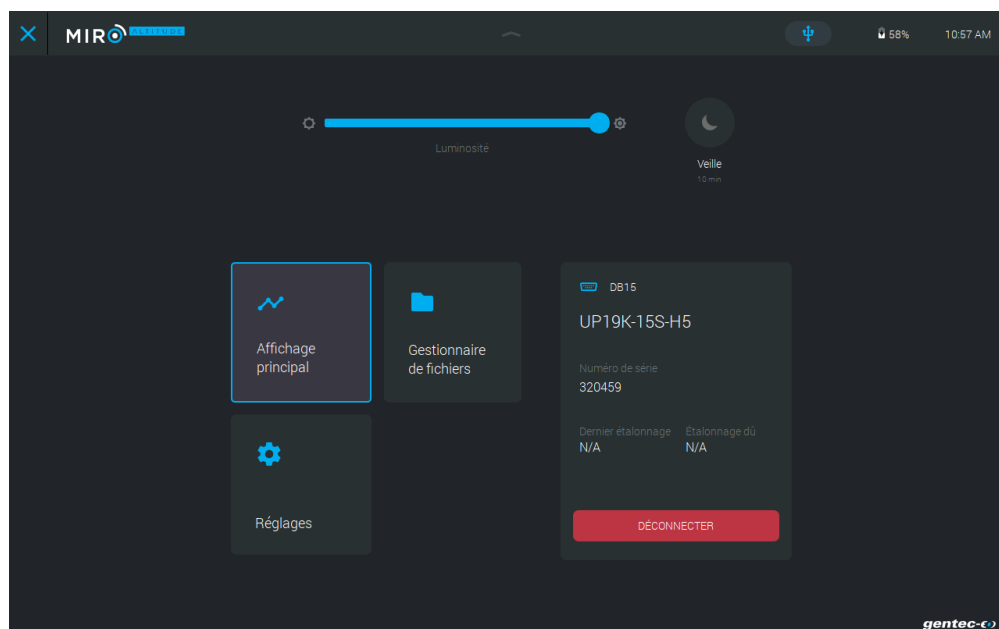 MIRO ALTITUDE
58%
10:57 AM
Luminosité
Veille
10 min
Affichage
principal
Gestionnaire
de fichiers
Réglages
DB15
UP19K-15S-H5
Numéro de série
320459
Dernier étalonnage
N/A
Étalonnage dû
N/A
DÉCONNECTER
gentec-eo